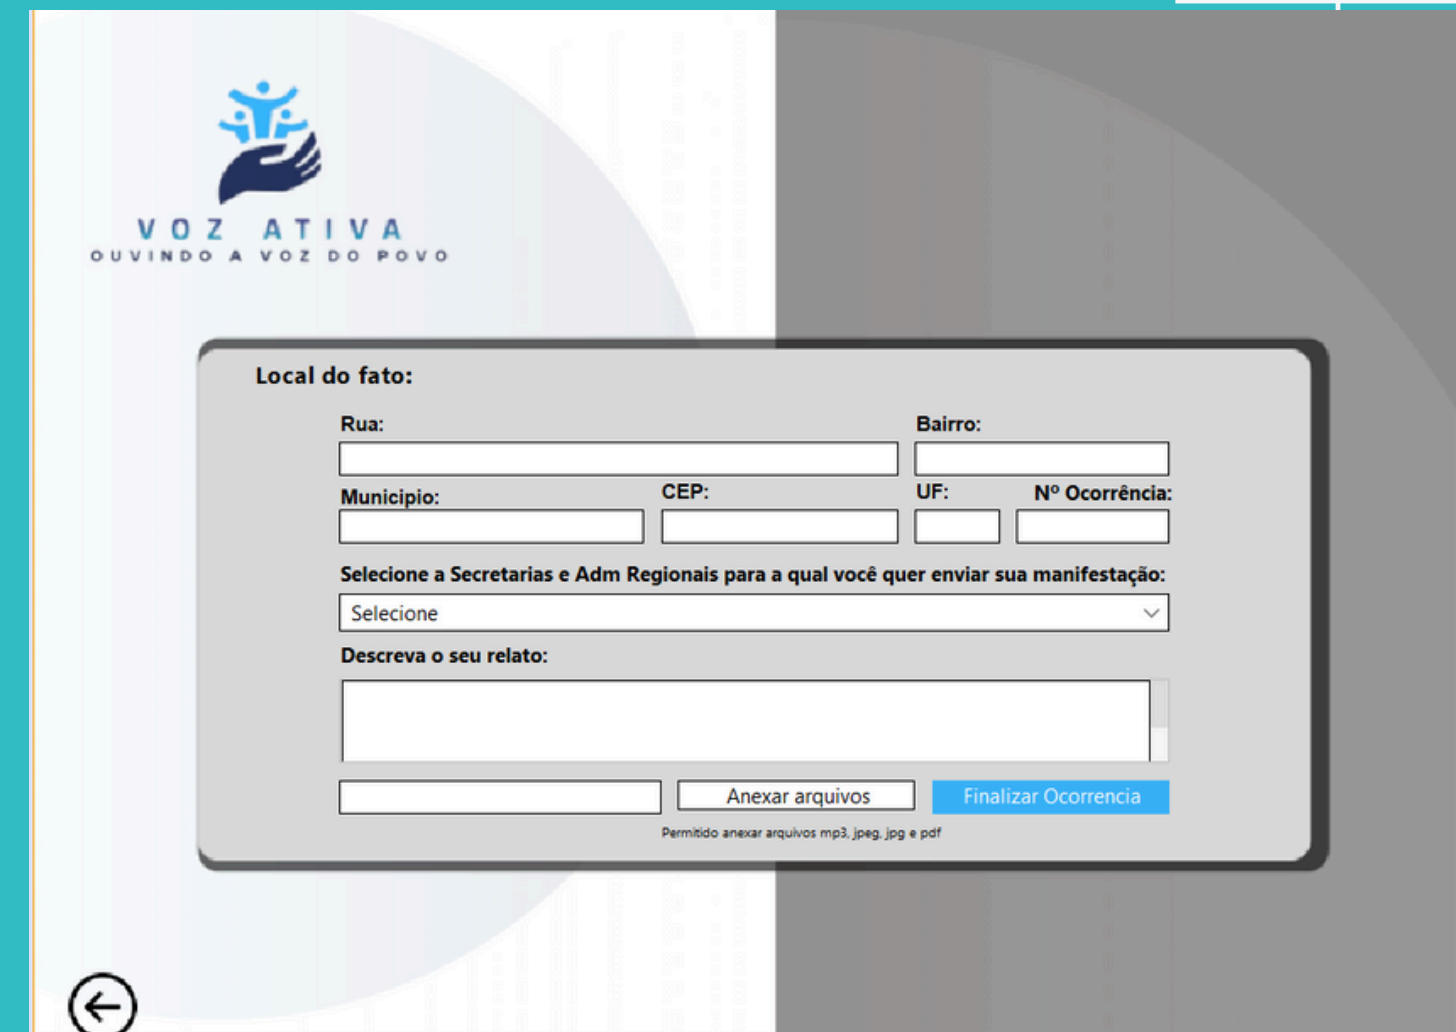 VOZ ATIVA
OUVINDO A VOZ DO POVO
Local do fato:
Rua: Bairro:
Municipio: CEP: UF: Nº Ocorrência:
Selecione a Secretarias e Adm Regionais para a qual você quer enviar sua manifestação:
Selecione
Descreva o seu relato:
Anexar arquivos Finalizar Ocorrencia
Permitido anexar arquivos mp3, jpeg, jpg e pdf